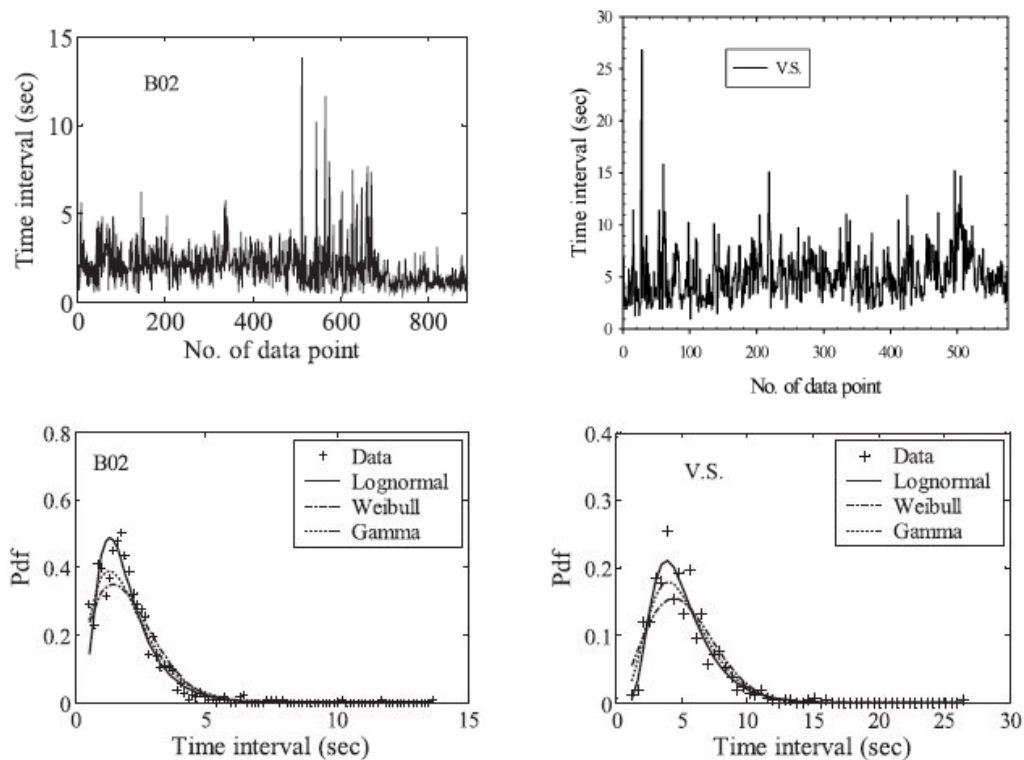 15
10
5
0
Time interval (sec)
B02
0 200 400 600 800
No. of data point
30
25
20
15
10
5
0
Time interval (sec)
V.S.
0 100 200 300 400 500
No. of data point
0.8
0.6
0.4
0.2
0
Pdf
B02
Data
Lognormal
Weibull
Gamma
0 5 10 15
Time interval (sec)
0.4
0.3
0.2
0.1
0
Pdf
V.S.
Data
Lognormal
Weibull
Gamma
0 5 10 15 20 25 30
Time interval (sec)